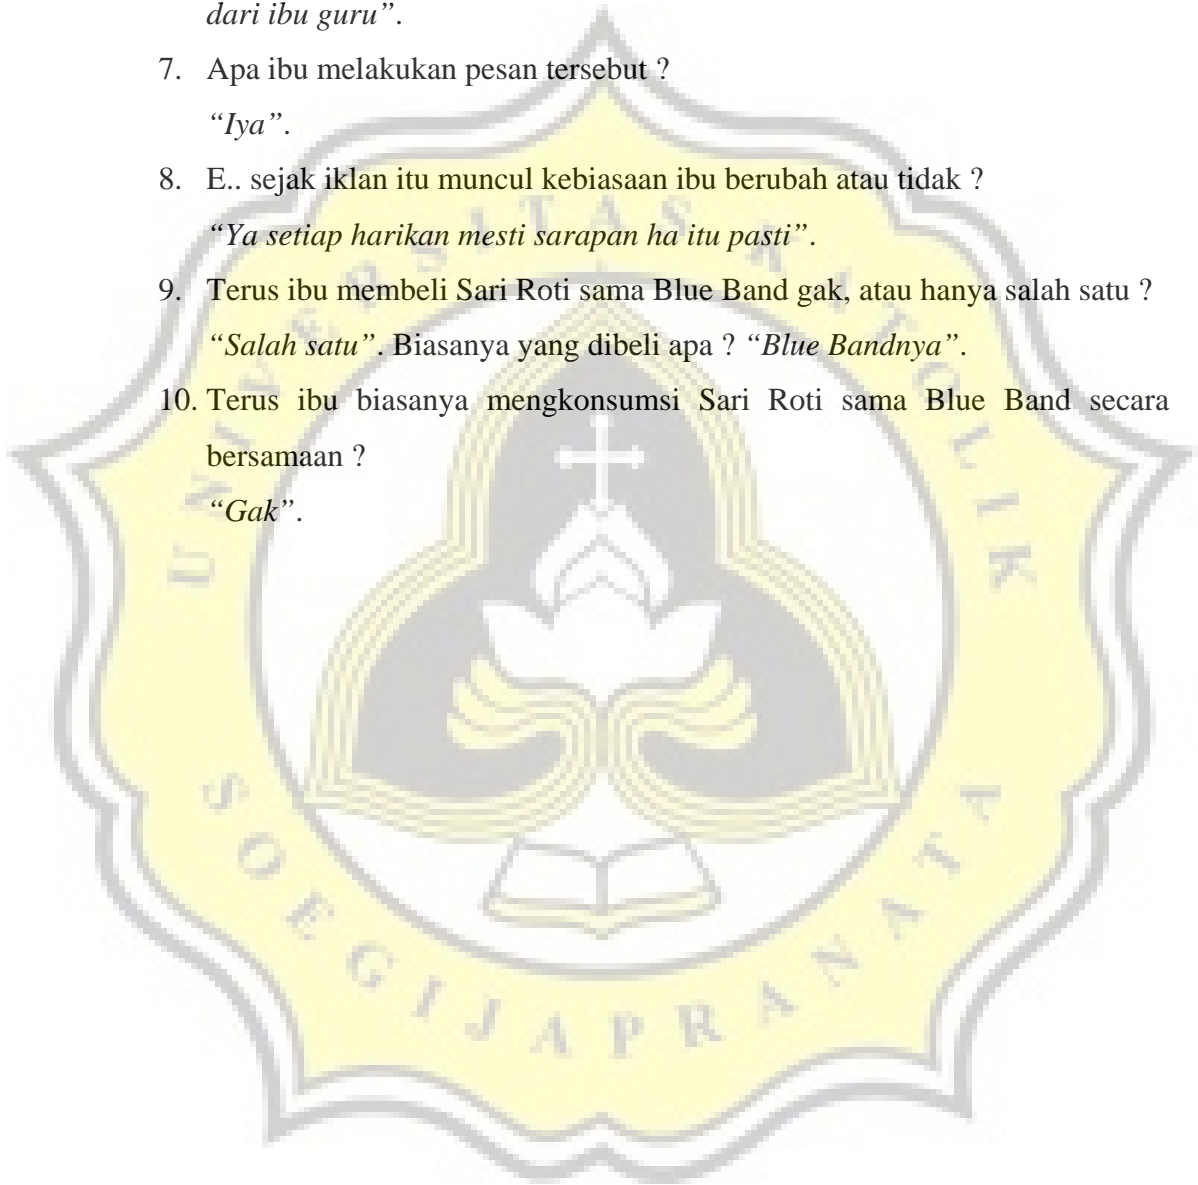 dari ibu guru”.
7. Apa ibu melakukan pesan tersebut ?
“Iya”.
8. E.. sejak iklan itu muncul kebiasaan ibu berubah atau tidak ?
“Ya setiap harikan mesti sarapan ha itu pasti”.
9. Terus ibu membeli Sari Roti sama Blue Band gak, atau hanya salah satu ?
“Salah satu”. Biasanya yang dibeli apa ? “Blue Bandnya”.
10. Terus ibu biasanya mengkonsumsi Sari Roti sama Blue Band secara
bersamaan ?
“Gak”.
UNIVERSITAS KATOLIK
SOEGIJAPRANATA